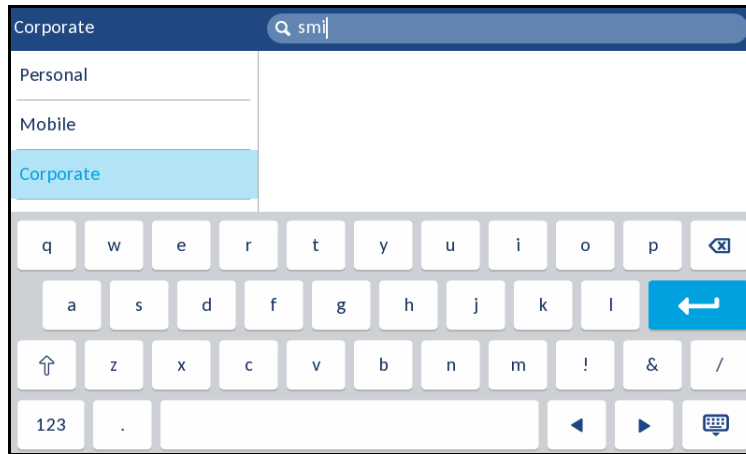 Corporate smi
Personal
Mobile
Corporate
q w e r t y u i o p
a s d f g h j k l
z x c v b n m ! & /
123 .